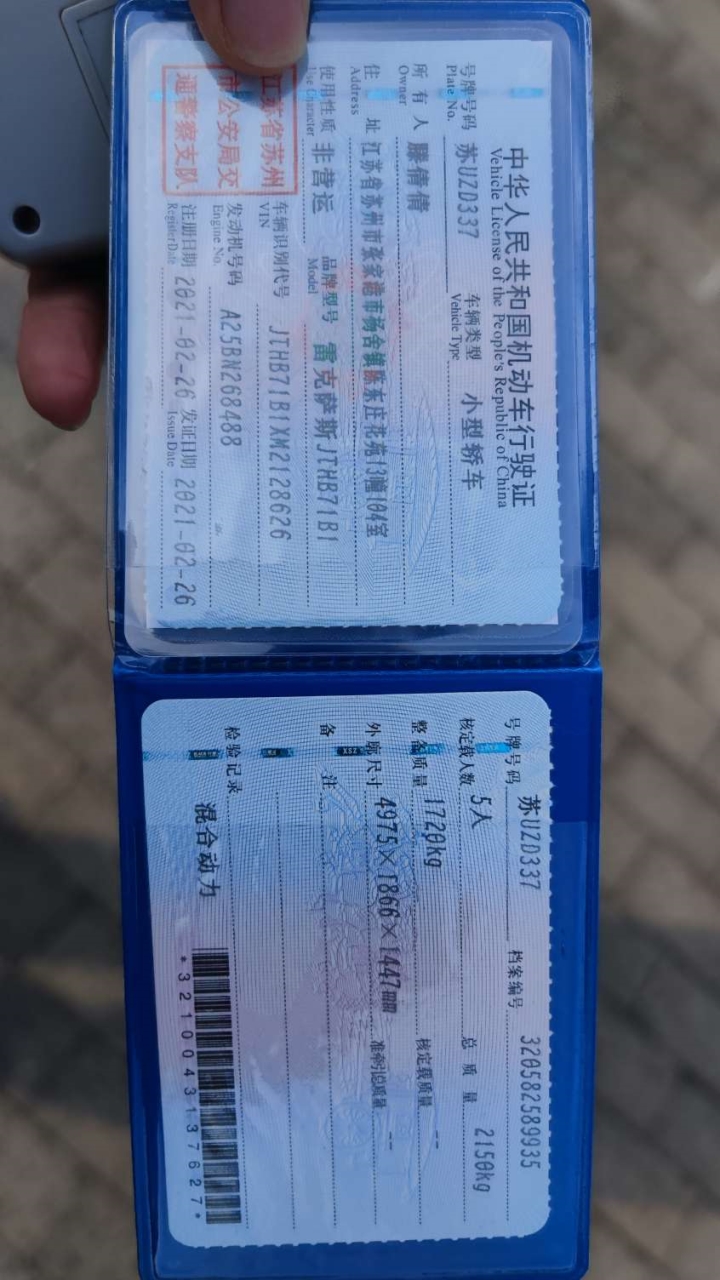 中华人民共和国机动车行驶证
Vehicle License of the People's Republic of China
号牌号码 苏UZD337 车辆类型 小型轿车
Plate No. Vehicle Type
所有人 滕倩倩
Owner
住址 江苏省苏州市张家港市杨舍镇陈东庄花苑13幢104室
Address
使用性质 非营运 品牌型号 雷克萨斯JTHB71B1
Use Character Model
江苏省苏州
市公安局交
通警察支队
车辆识别代号 JTHB71B1XM2128626
VIN
发动机号码 A25BN268488
Engine No.
注册日期 2021-02-26 发证日期 2021-02-26
Register Date Issue Date
号牌号码 苏UZD337 档案编号 320582589935
核定载人数 5人 总质量 2150kg
整备质量 1720kg 核定载质量 --
外廓尺寸 4975×1866×1447mm 准牵引总质量 --
备注
检验记录
混合动力
*3210043137627*